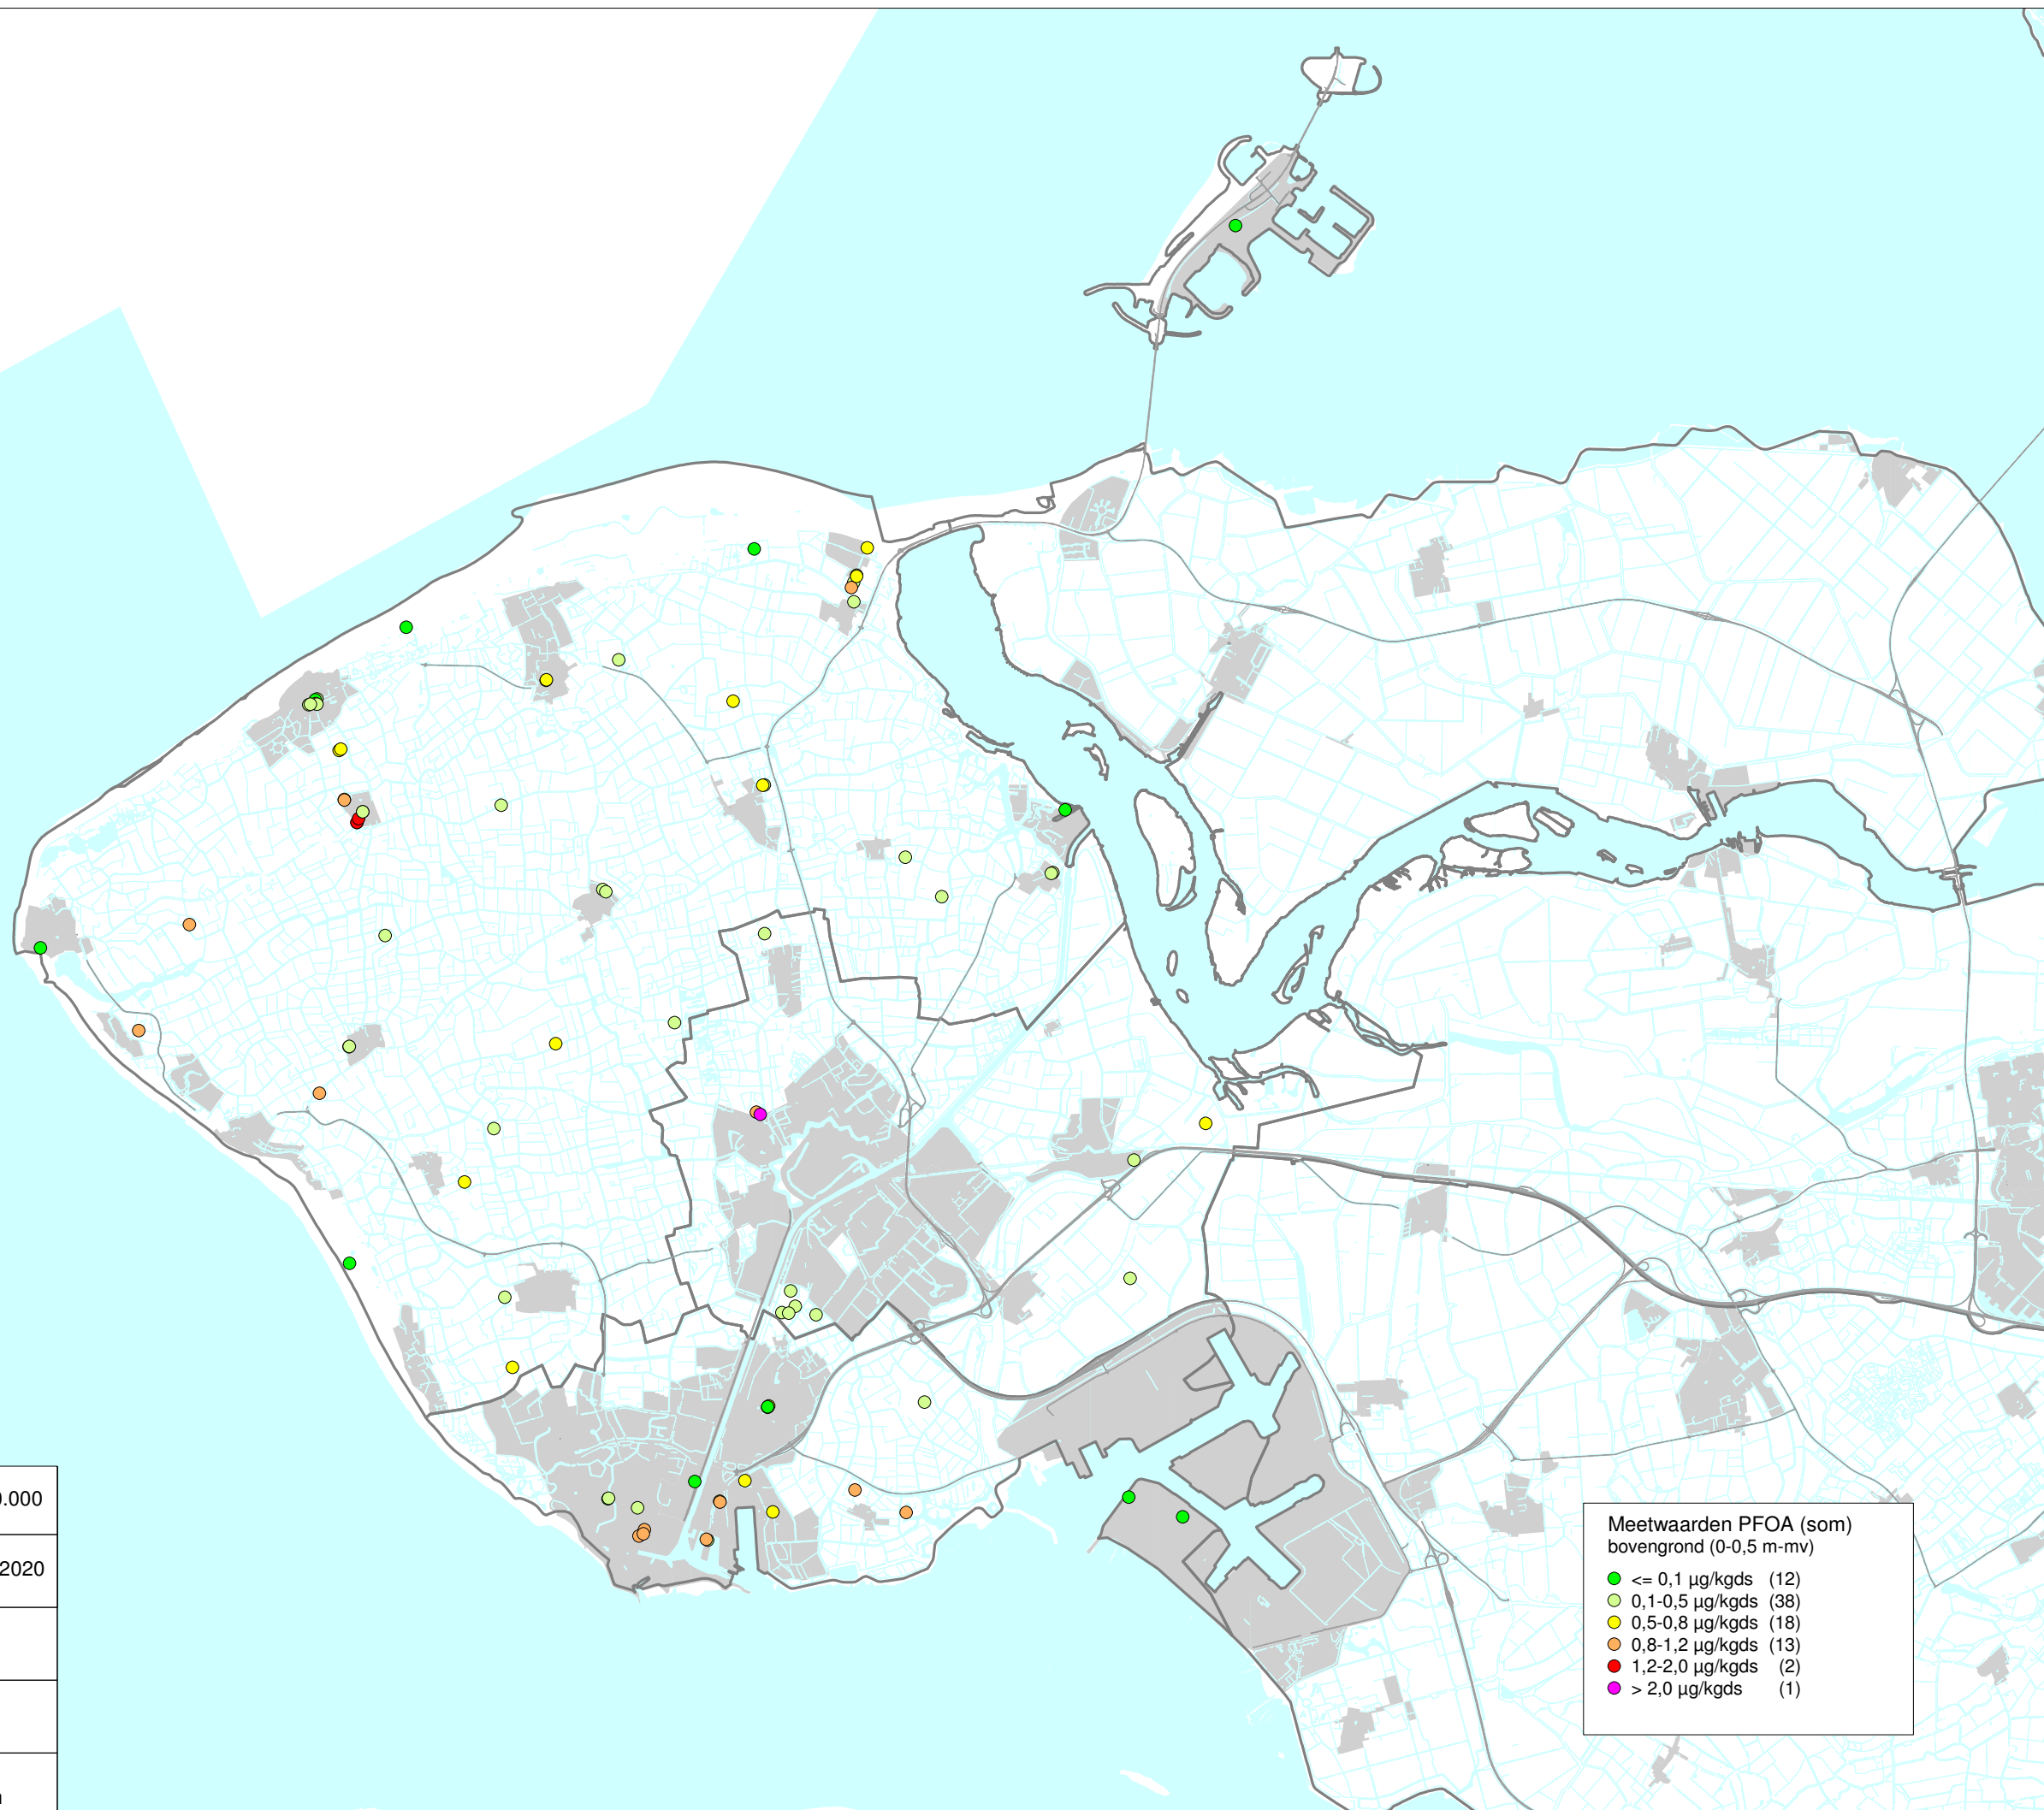 0.000
2020
Meetwaarden PFOA (som)
bovengrond (0-0,5 m-mv)
<= 0,1 µg/kgds (12)
0,1-0,5 µg/kgds (38)
0,5-0,8 µg/kgds (18)
0,8-1,2 µg/kgds (13)
1,2-2,0 µg/kgds (2)
> 2,0 µg/kgds (1)